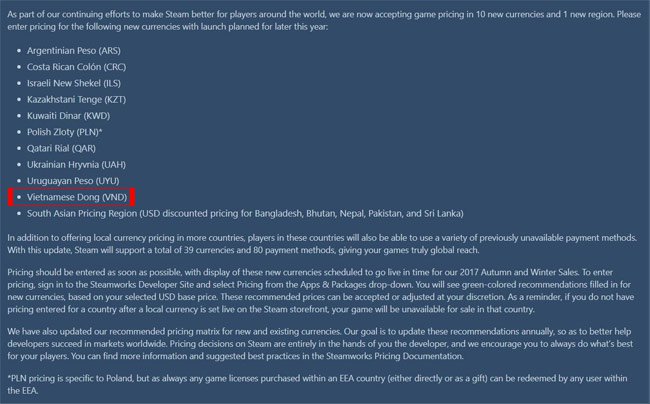 As part of our continuing efforts to make Steam better for players around the world, we are now accepting game pricing in 10 new currencies and 1 new region. Please
enter pricing for the following new currencies with launch planned for later this year:
• Argentinian Peso (ARS)
• Costa Rican Colón (CRC)
• Israeli New Shekel (ILS)
• Kazakhstani Tenge (KZT)
• Kuwaiti Dinar (KWD)
• Polish Zloty (PLN)*
• Qatari Rial (QAR)
• Ukrainian Hryvnia (UAH)
• Uruguayan Peso (UYU)
• Vietnamese Dong (VND)
• South Asian Pricing Region (USD discounted pricing for Bangladesh, Bhutan, Nepal, Pakistan, and Sri Lanka)
In addition to offering local currency pricing in more countries, players in these countries will also be able to use a variety of previously unavailable payment methods.
With this update, Steam will support a total of 39 currencies and 80 payment methods, giving your games truly global reach.
Pricing should be entered as soon as possible, with display of these new currencies scheduled to go live in time for our 2017 Autumn and Winter Sales. To enter
pricing, sign in to the Steamworks Developer Site and select Pricing from the Apps & Packages drop-down. You will see green-colored recommendations filled in for
new currencies, based on your selected USD base price. These recommended prices can be accepted or adjusted at your discretion. As a reminder, if you do not have
pricing entered for a country after a local currency is set live on the Steam storefront, your game will be unavailable for sale in that country.
We have also updated our recommended pricing matrix for new and existing currencies. Our goal is to update these recommendations annually, so as to better help
developers succeed in markets worldwide. Pricing decisions on Steam are entirely in the hands of you the developer, and we encourage you to always do what's best
for your players. You can find more information and suggested best practices in the Steamworks Pricing Documentation.
*PLN pricing is specific to Poland, but as always any game licenses purchased within an EEA country (either directly or as a gift) can be redeemed by any user within
the EEA.